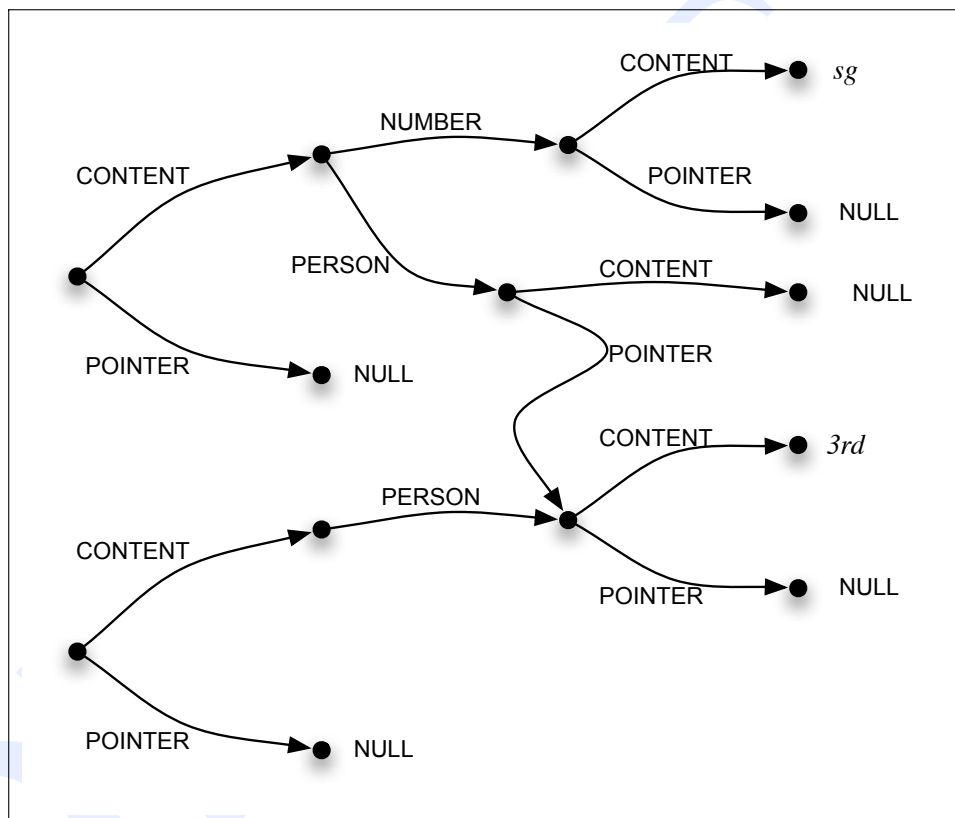 CONTENT
sg
NUMBER
CONTENT
POINTER
NULL
PERSON
CONTENT
NULL
POINTER
POINTER
NULL
CONTENT
3rd
PERSON
CONTENT
POINTER
NULL
POINTER
NULL